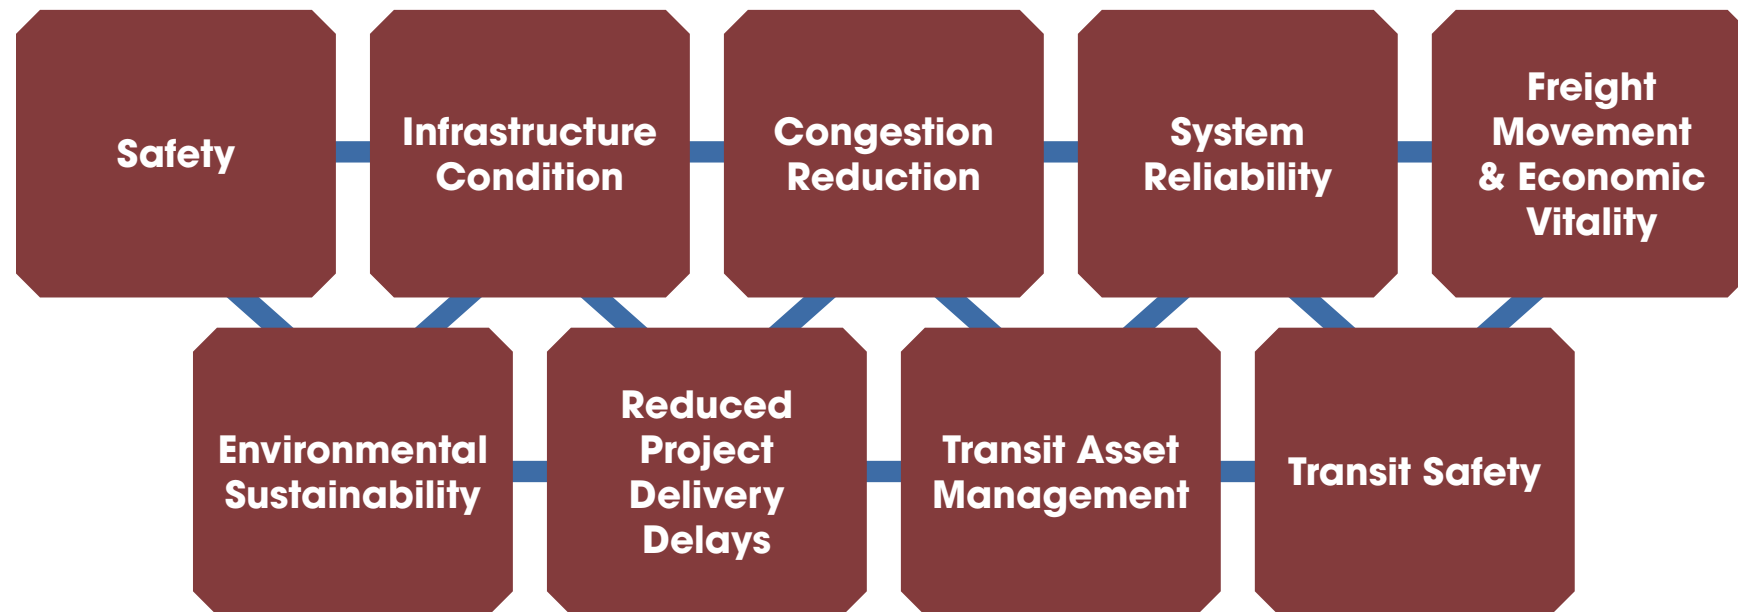 Safety
Infrastructure
Condition
Congestion
Reduction
System
Reliability
Freight
Movement
& Economic
Vitality
Environmental
Sustainability
Reduced
Project
Delivery
Delays
Transit Asset
Management
Transit Safety